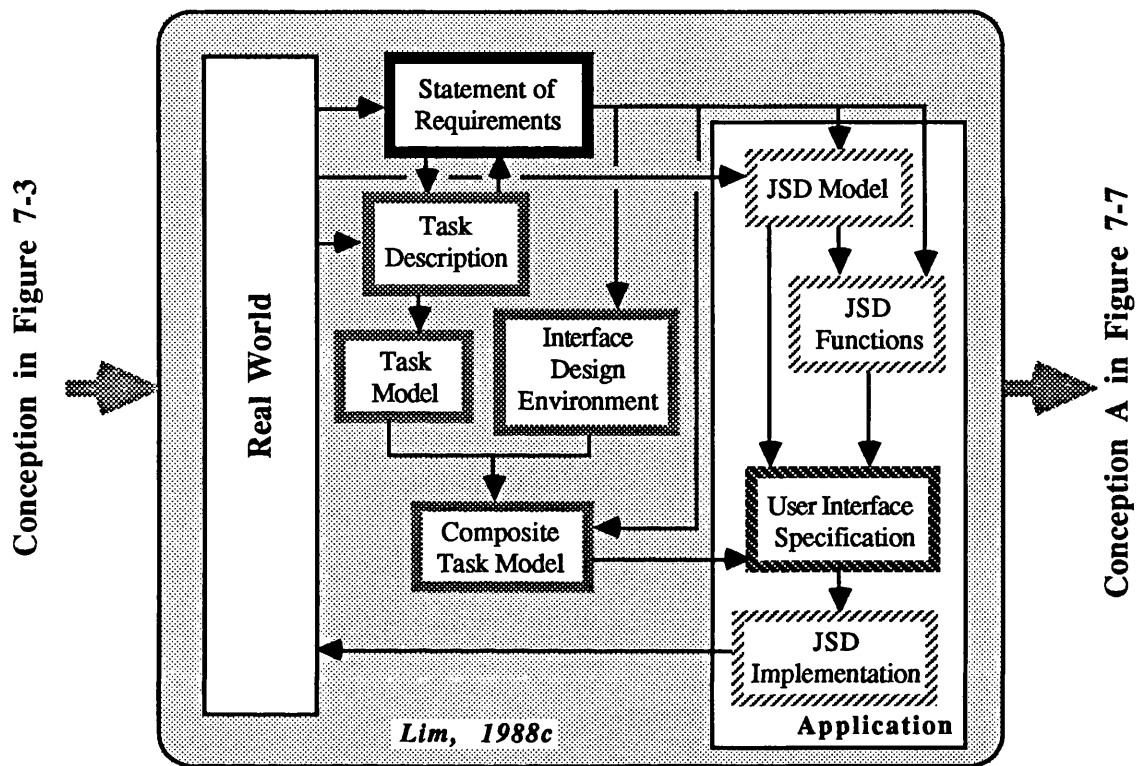 Conception in Figure 7-3
Real World
Statement of
Requirements
Task
Description
Task
Model
Interface
Design
Environment
Composite
Task Model
JSD Model
JSD
Functions
User Interface
Specification
JSD
Implementation
Application
Lim, 1988c
Conception A in Figure 7-7